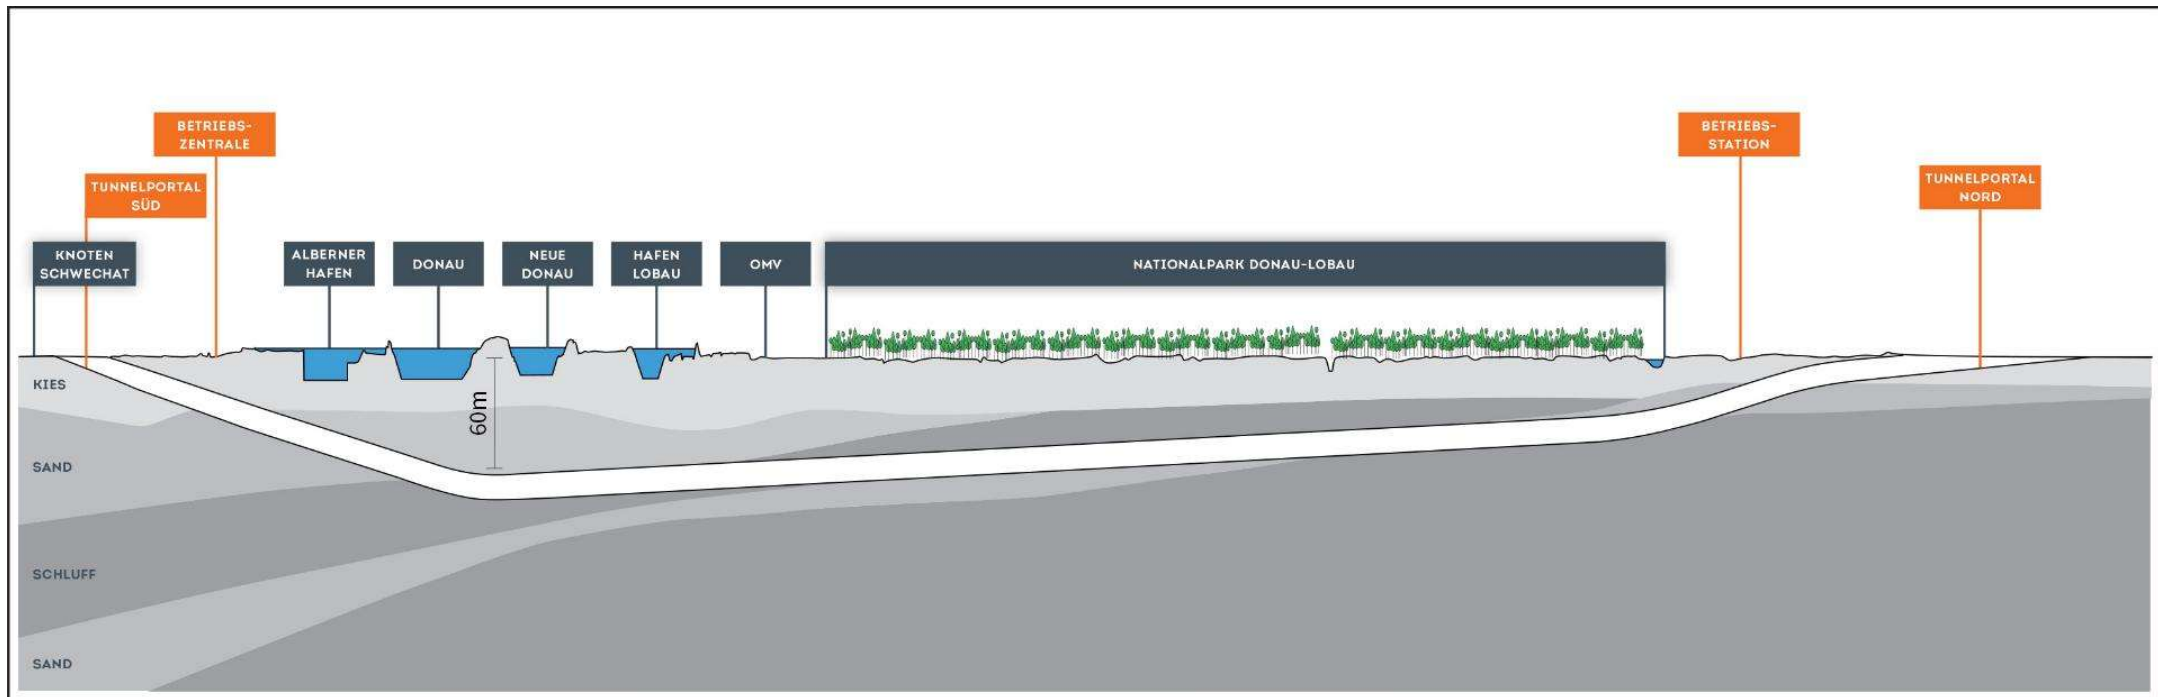 BETRIEBS-
ZENTRALE
BETRIEBS-
STATION
TUNNELPORTAL
SÜD
TUNNELPORTAL
NORD
KNOTEN
SCHWECHAT
ALBERNER
HAFEN
DONAU
NEUE
DONAU
HAFEN
LOBAU
OMV
NATIONALPARK DONAU-LOBAU
KIES
60m
SAND
SCHLUFF
SAND